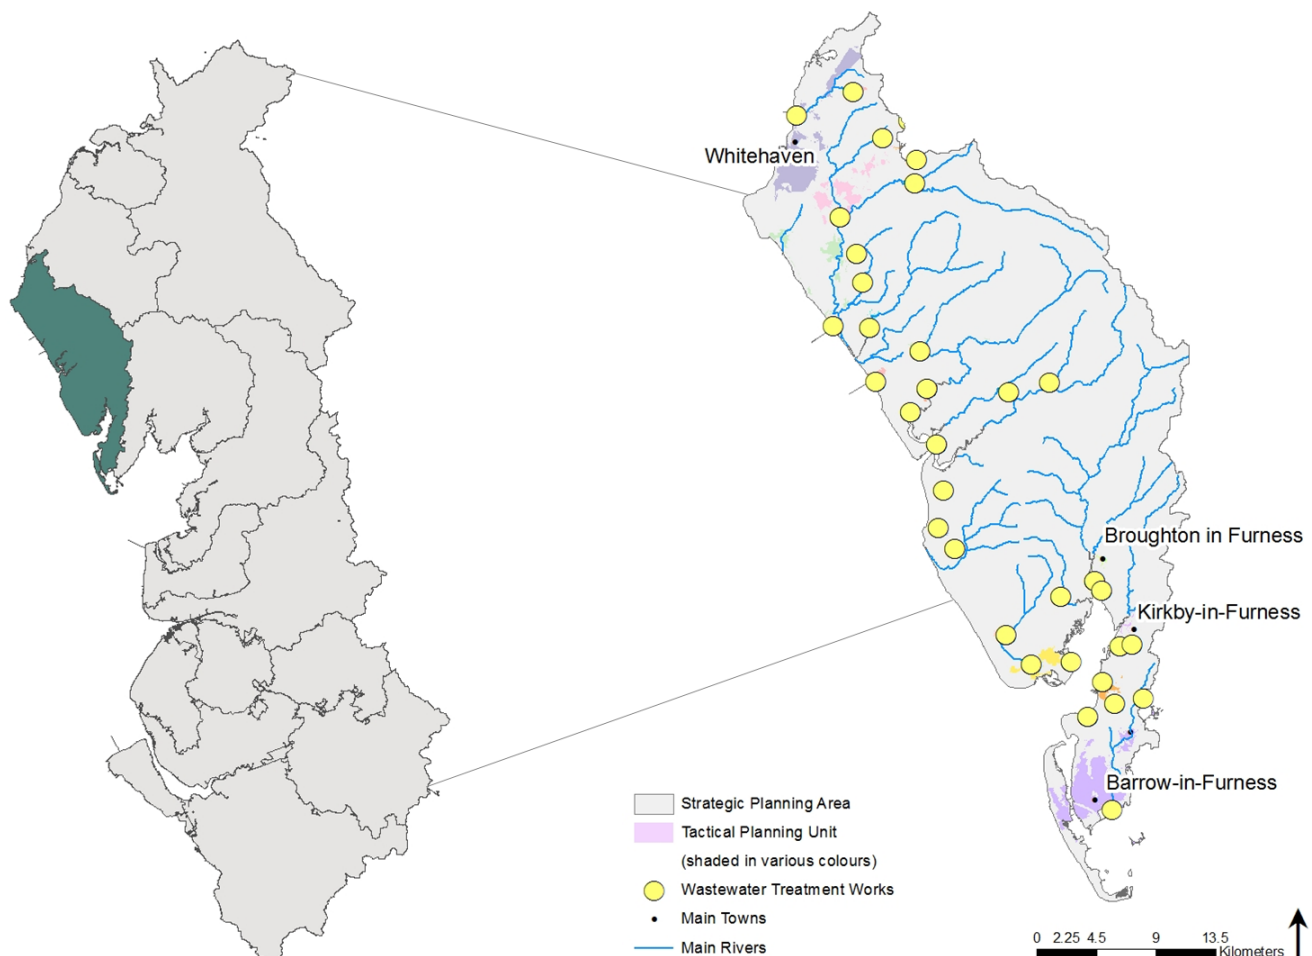 Whitehaven
Broughton in Furness
Kirkby-in-Furness
Barrow-in-Furness
Strategic Planning Area
Tactical Planning Unit
(shaded in various colours)
Wastewater Treatment Works
Main Towns
Main Rivers
0 2.25 4.5 9 13.5
Kilometers